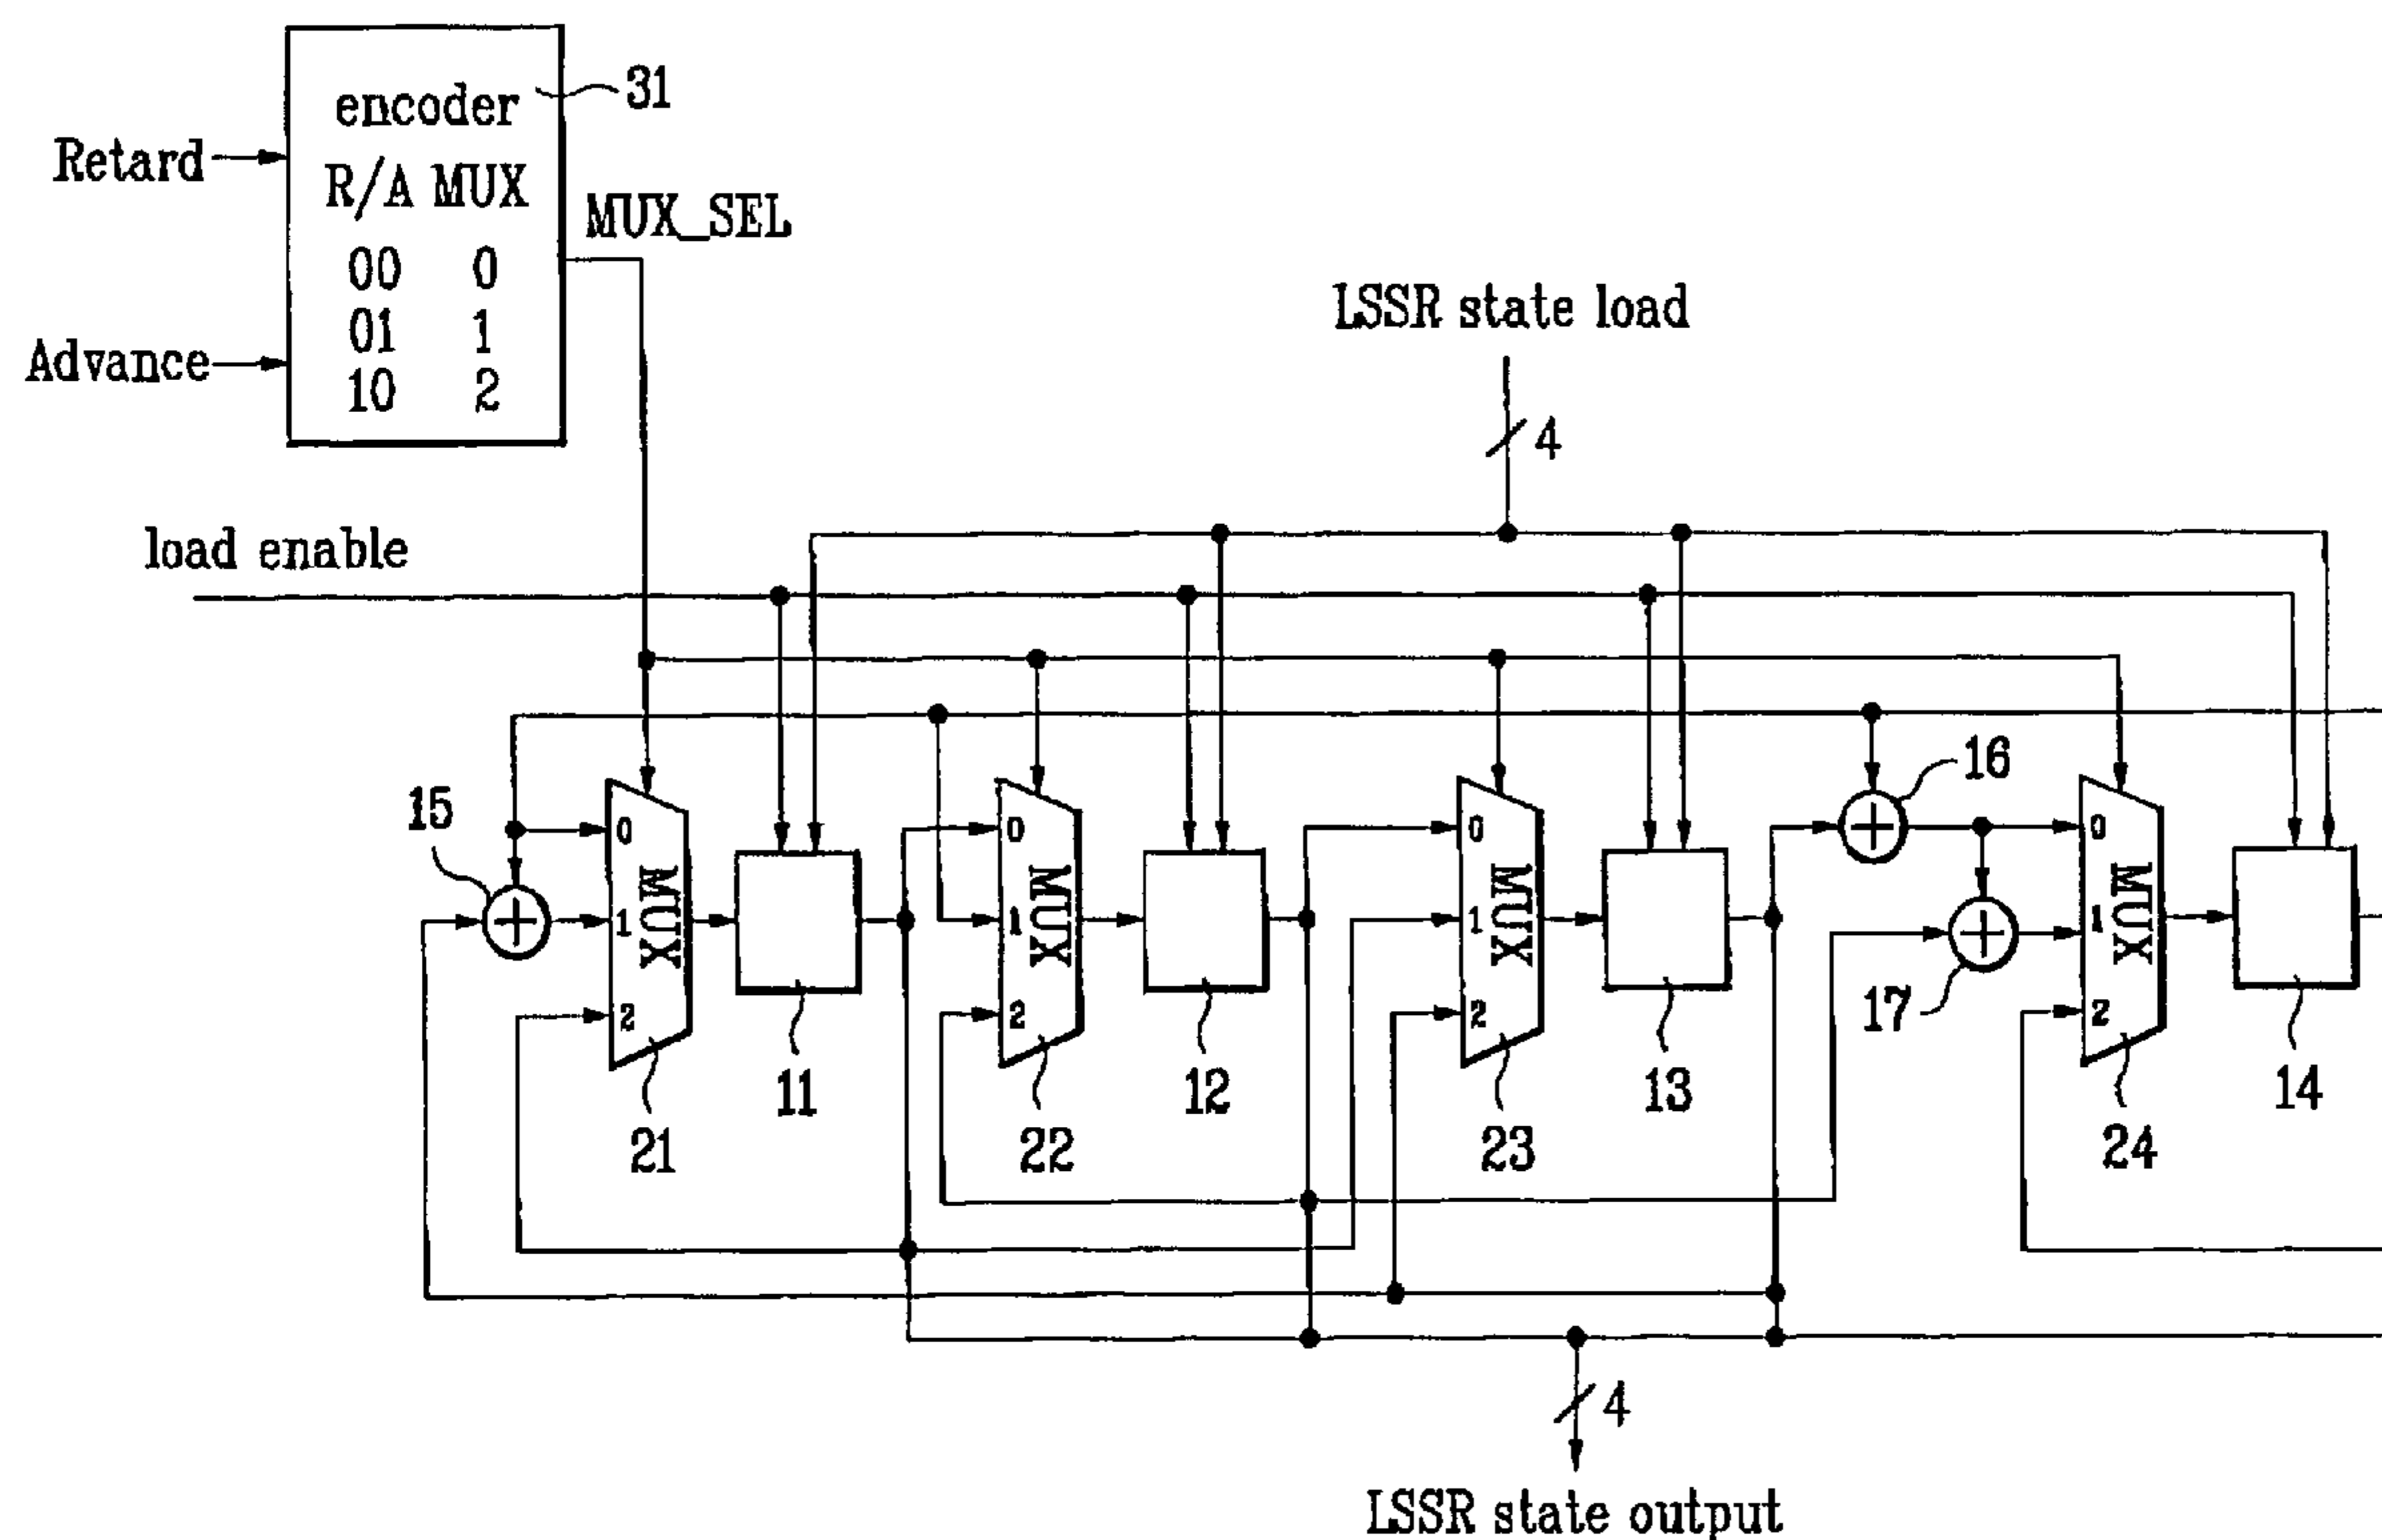 encoder
31
Retard
R/A MUX
MUX_SEL
00 0
01 1
Advance
10 2
LSSR state load
4
load enable
15
16
0
MUX
1
2
0
MUX
1
2
0
MUX
1
2
0
MUX
1
2
17
11
12
13
14
21
22
23
24
4
LSSR state output